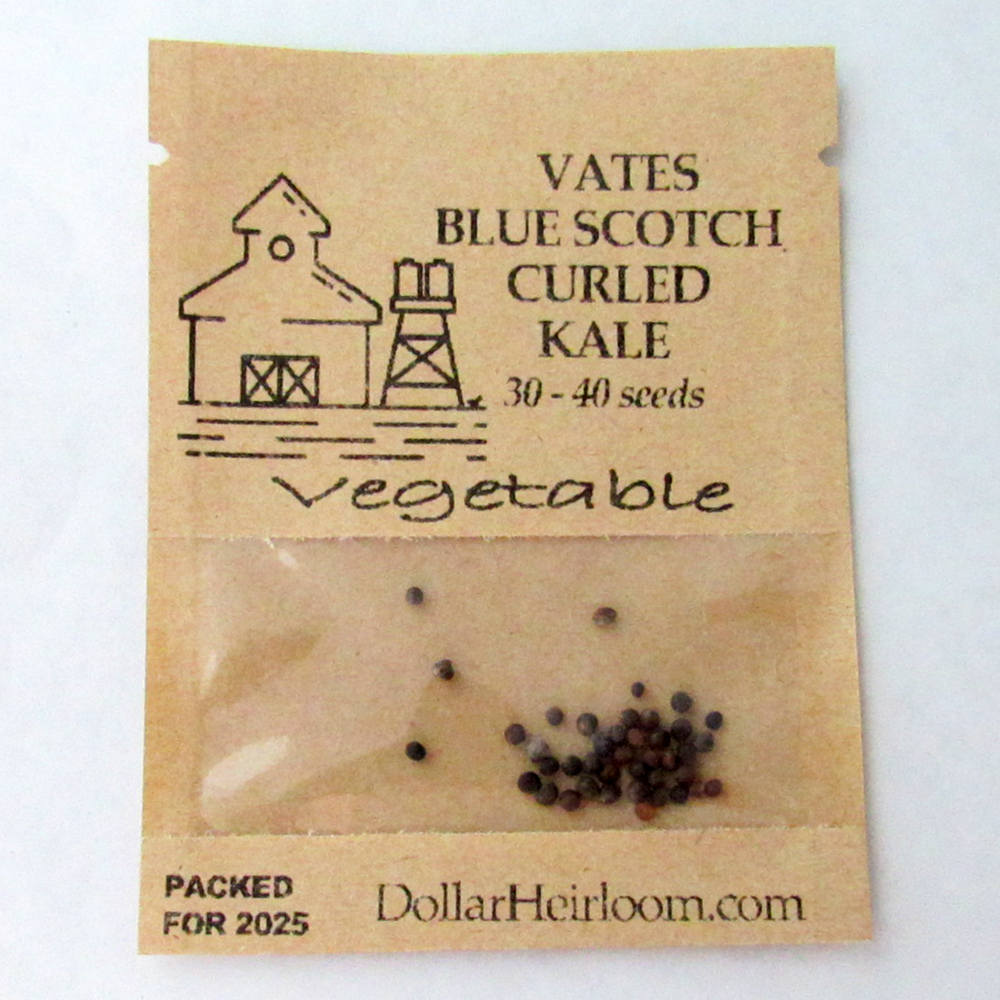 VATES
BLUE SCOTCH
CURLED
KALE
30 - 40 seeds
Vegetable
PACKED
FOR 2025
DollarHeirloom.com